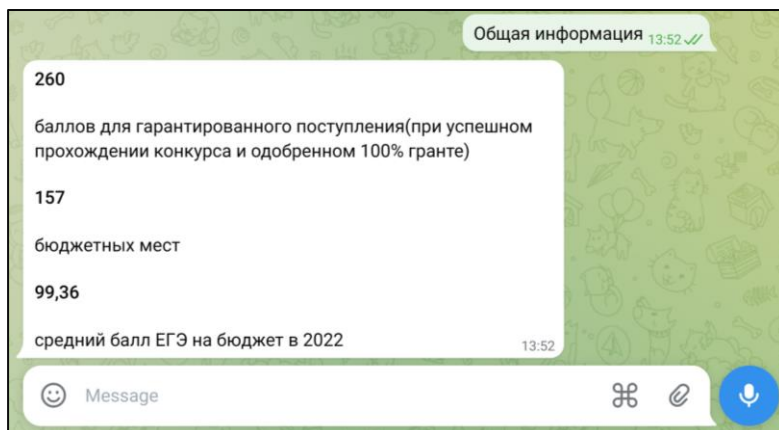 Общая информация 13:52
260
баллов для гарантированного поступления(при успешном
прохождении конкурса и одобренном 100% гранте)
157
бюджетных мест
99,36
средний балл ЕГЭ на бюджет в 2022 13:52
Message